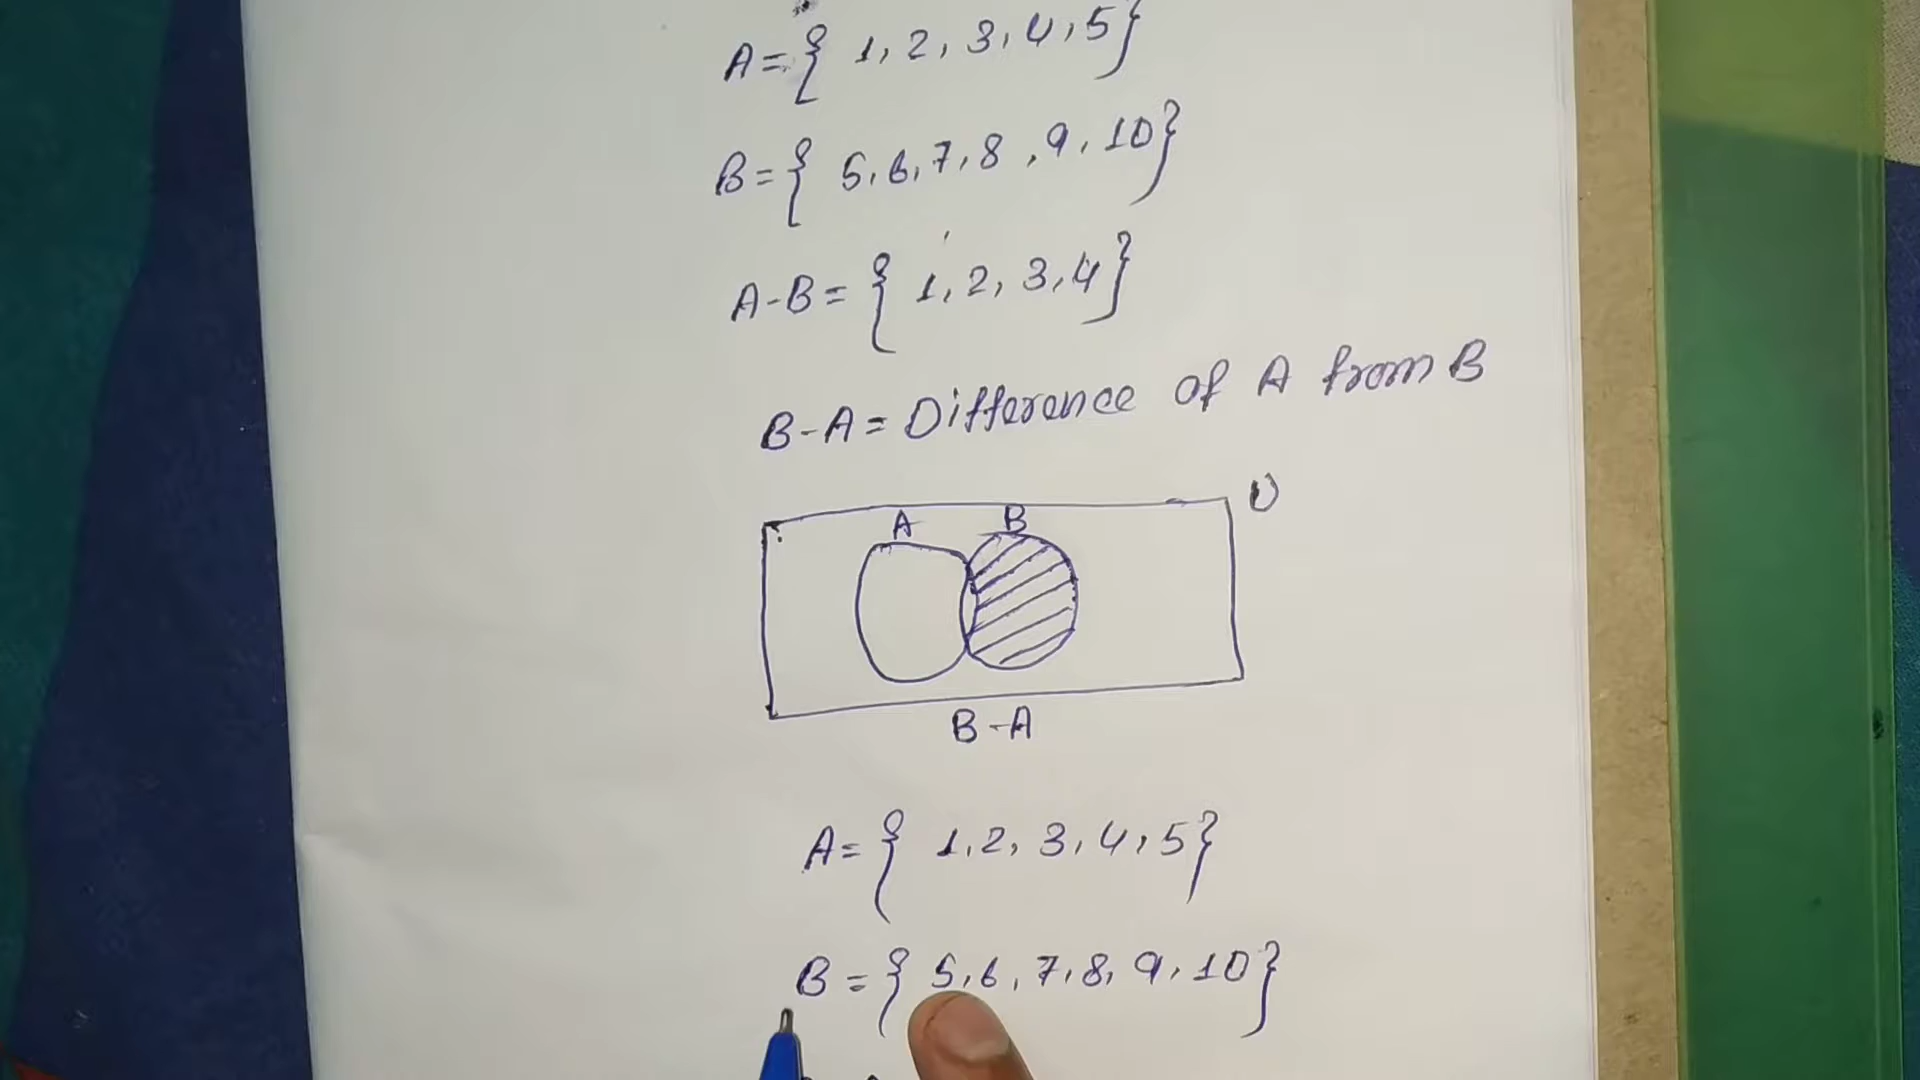 A={ 1, 2, 3, 4, 5}
B={ 5, 6, 7, 8, 9, 10}
A-B={ 1, 2, 3, 4}
B-A=Difference of A from B
U
A B
B-A
A={ 1, 2, 3, 4, 5}
B={ 5, 6, 7, 8, 9, 10}